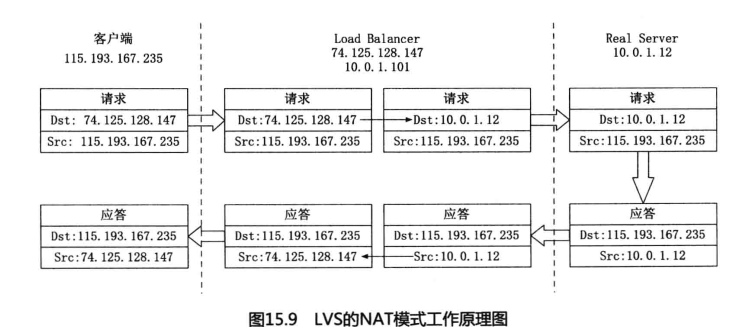 客户端
115.193.167.235
Load Balancer
74.125.128.147
10.0.1.101
Real Server
10.0.1.12
请求
Dst: 74.125.128.147
Src: 115.193.167.235
请求
Dst:74.125.128.147
Src:115.193.167.235
请求
Dst:10.0.1.12
Src:115.193.167.235
请求
Dst:10.0.1.12
Src:115.193.167.235
应答
Dst:115.193.167.235
Src:74.125.128.147
应答
Dst:115.193.167.235
Src:74.125.128.147
应答
Dst:115.193.167.235
Src:10.0.1.12
应答
Dst:115.193.167.235
Src:10.0.1.12
图15.9 LVS的NAT模式工作原理图